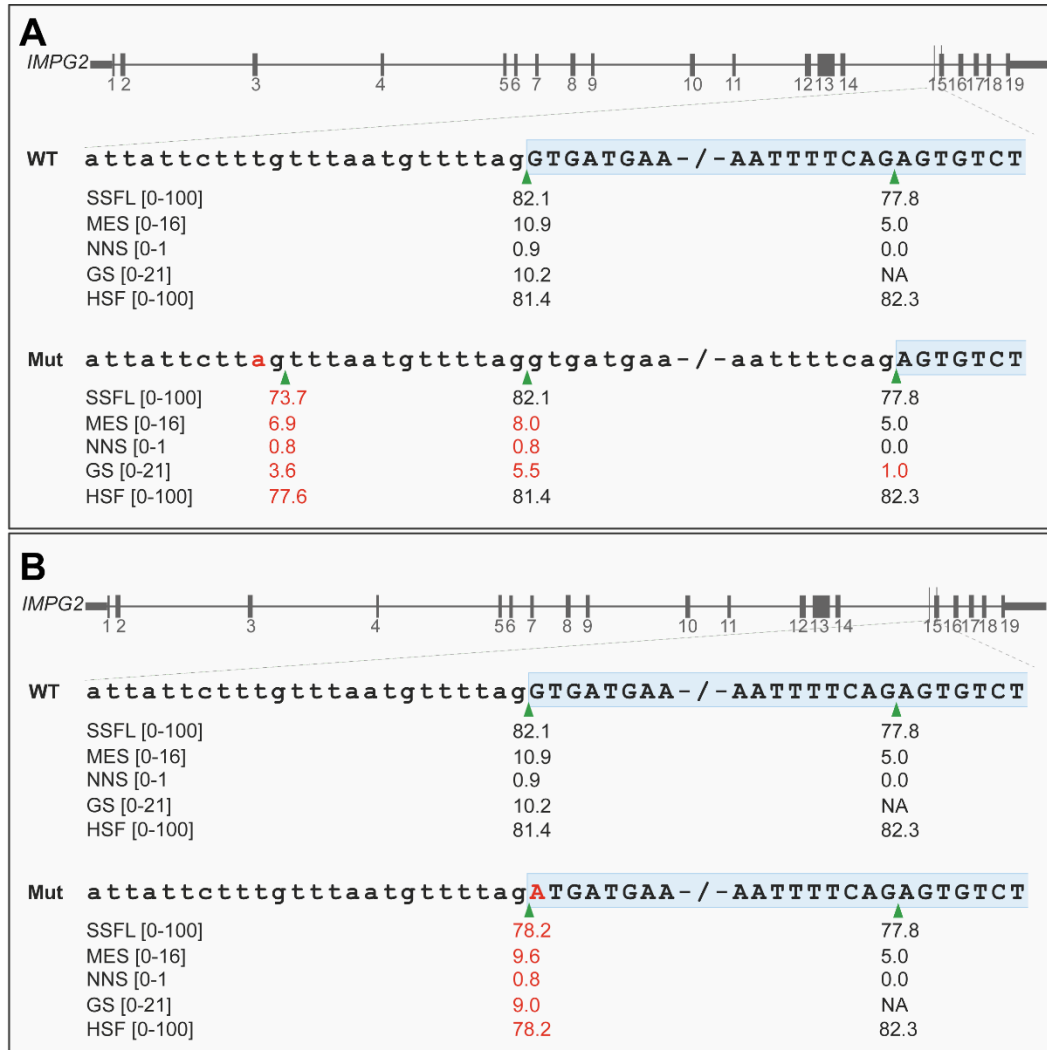 A
IMPG2
1 2 3 4 5 6 7 8 9 10 11 12 13 14 15 16 17 18 19
WT attattctttgtttaatgttttagGTGATGAA-/-AATTTTCAGAGTGTCT
SSFL [0-100] 82.1 77.8
MES [0-16] 10.9 5.0
NNS [0-1 0.9 0.0
GS [0-21] 10.2 NA
HSF [0-100] 81.4 82.3
Mut attattcttagtttaatgttttaggtgatgaa-/-aattttcagAGTGTCT
SSFL [0-100] 73.7 82.1 77.8
MES [0-16] 6.9 8.0 5.0
NNS [0-1 0.8 0.8 0.0
GS [0-21] 3.6 5.5 1.0
HSF [0-100] 77.6 81.4 82.3
B
IMPG2
1 2 3 4 5 6 7 8 9 10 11 12 13 14 15 16 17 18 19
WT attattctttgtttaatgttttagGTGATGAA-/-AATTTTCAGAGTGTCT
SSFL [0-100] 82.1 77.8
MES [0-16] 10.9 5.0
NNS [0-1 0.9 0.0
GS [0-21] 10.2 NA
HSF [0-100] 81.4 82.3
Mut attattctttgtttaatgttttagATGATGAA-/-AATTTTCAGAGTGTCT
SSFL [0-100] 78.2 77.8
MES [0-16] 9.6 5.0
NNS [0-1 0.8 0.0
GS [0-21] 9.0 NA
HSF [0-100] 78.2 82.3